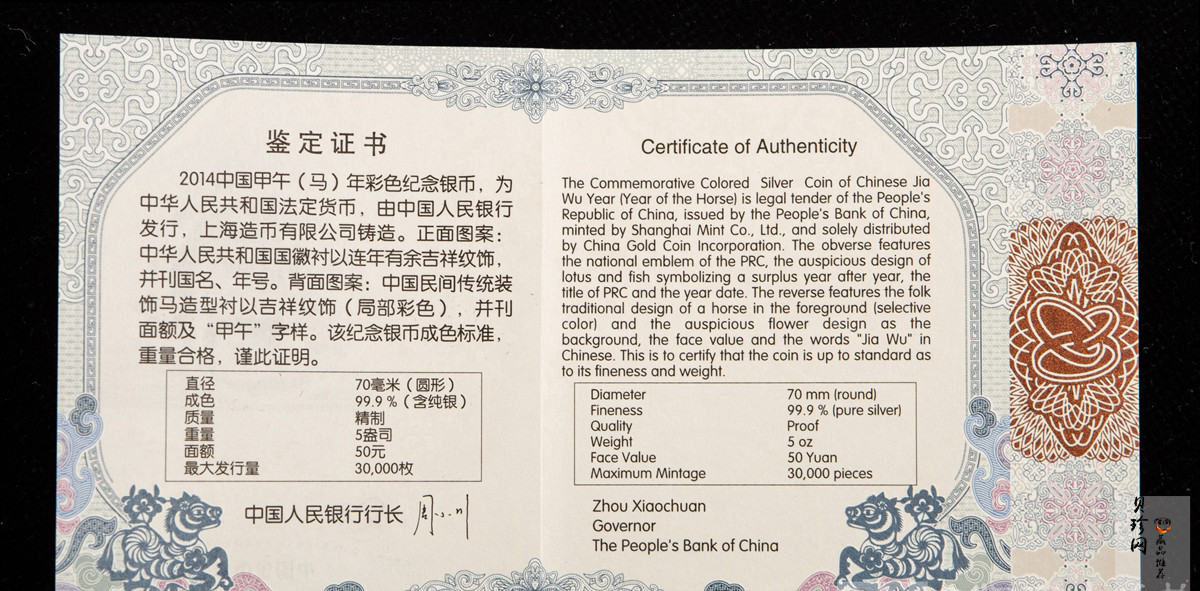 鉴定证书
2014中国甲午（马）年彩色纪念银币，为
中华人民共和国法定货币，由中国人民银行
发行，上海造币有限公司铸造。正面图案：
中华人民共和国国徽衬以连年有余吉祥纹饰，
并刊国名、年号。背面图案：中国民间传统装
饰马造型衬以吉祥纹饰（局部彩色），并刊
面额及“甲午”字样。该纪念银币成色标准，
重量合格，谨此证明。
直径 70毫米（圆形）
成色 99.9％（含纯银）
质量 精制
重量 5盎司
面额 50元
最大发行量 30,000枚
中国人民银行行长 周小川
Certificate of Authenticity
The Commemorative Colored Silver Coin of Chinese Jia
Wu Year (Year of the Horse) is legal tender of the People's
Republic of China, issued by the People's Bank of China,
minted by Shanghai Mint Co., Ltd., and solely distributed
by China Gold Coin Incorporation. The obverse features
the national emblem of the PRC, the auspicious design of
lotus and fish symbolizing a surplus year after year, the
title of PRC and the year date. The reverse features the folk
traditional design of a horse in the foreground (selective
color) and the auspicious flower design as the
background, the face value and the words "Jia Wu" in
Chinese. This is to certify that the coin is up to standard as
to its fineness and weight.
Diameter 70 mm (round)
Fineness 99.9 % (pure silver)
Quality Proof
Weight 5 oz
Face Value 50 Yuan
Maximum Mintage 30,000 pieces
Zhou Xiaochuan
Governor
The People's Bank of China
贝珍网
藏品推荐